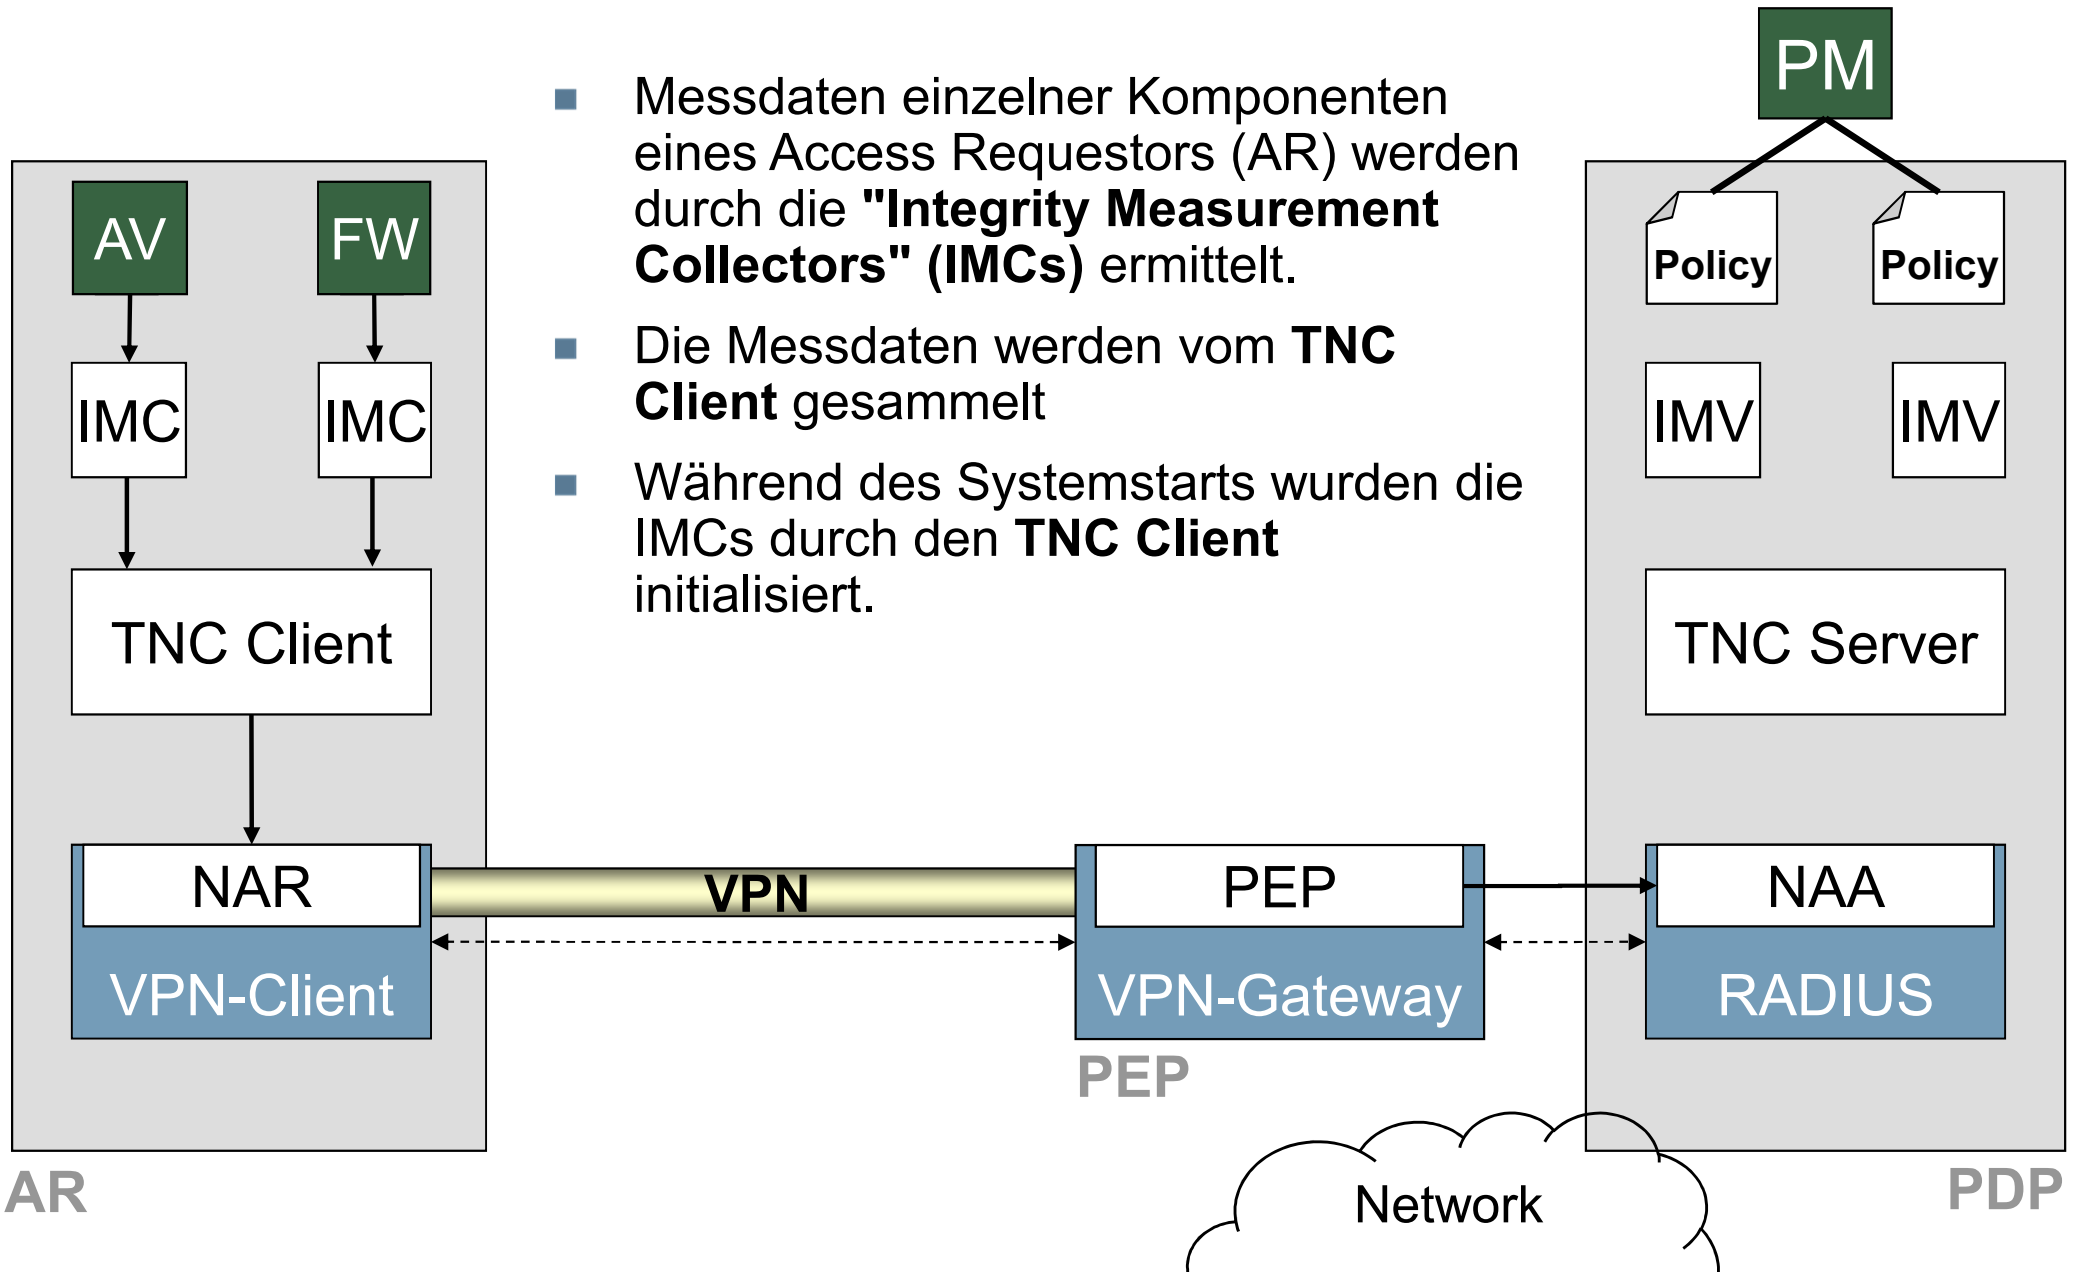 PM
Messdaten einzelner Komponenten
eines Access Requestors (AR) werden
durch die "Integrity Measurement
Collectors" (IMCs) ermittelt.
Die Messdaten werden vom TNC
Client gesammelt
Während des Systemstarts wurden die
IMCs durch den TNC Client
initialisiert.
AV FW
IMC IMC
TNC Client
NAR
VPN-Client
AR
VPN
PEP
VPN-Gateway
PEP
Policy Policy
IMV IMV
TNC Server
NAA
RADIUS
PDP
Network